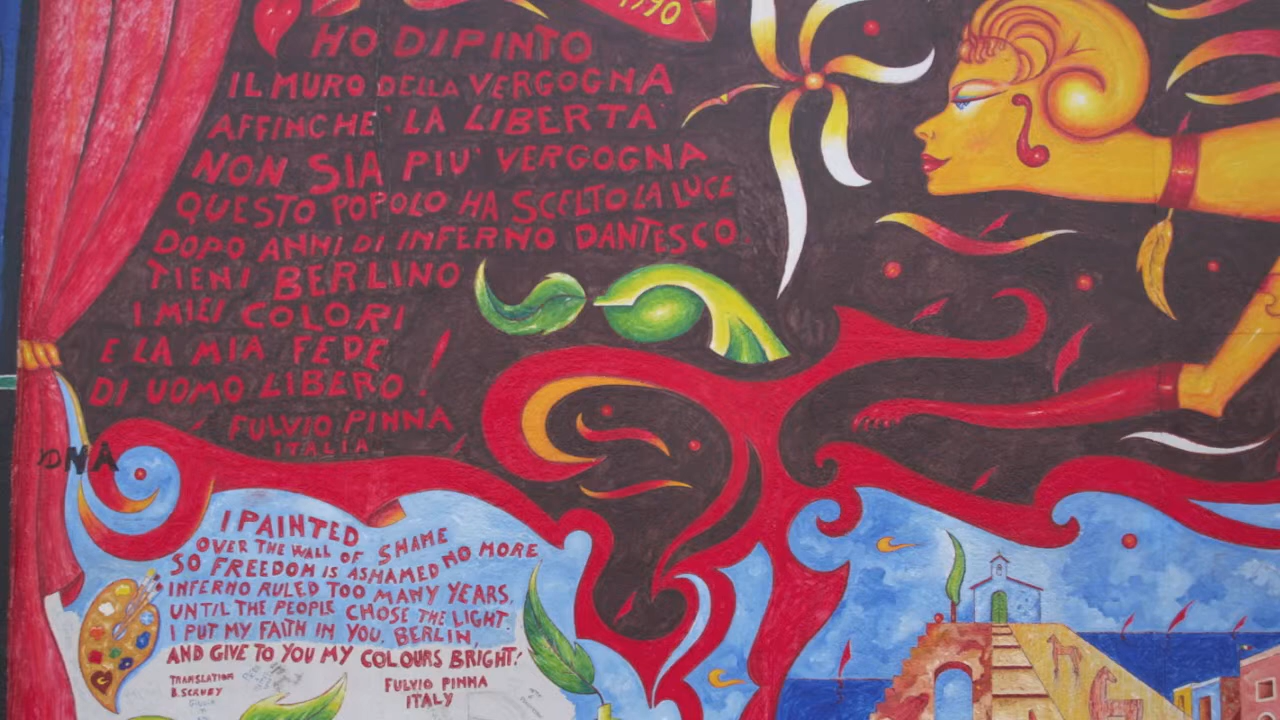 1990
HO DIPINTO
IL MURO DELLA VERGOGNA
AFFINCHE' LA LIBERTA'
NON SIA PIU' VERGOGNA
QUESTO POPOLO HA SCELTO LA LUCE
DOPO ANNI DI INFERNO DANTESCO.
TIENI BERLINO
I MIEI COLORI
E LA MIA FEDE
DI UOMO LIBERO!
FULVIO PINNA
ITALIA
DNA
I PAINTED
OVER THE WALL OF SHAME
SO FREEDOM IS ASHAMED NO MORE
INFERNO RULED TOO MANY YEARS,
UNTIL THE PEOPLE CHOSE THE LIGHT.
I PUT MY FAITH IN YOU, BERLIN,
AND GIVE TO YOU MY COLOURS BRIGHT!
TRANSLATION
FULVIO PINNA
ITALY